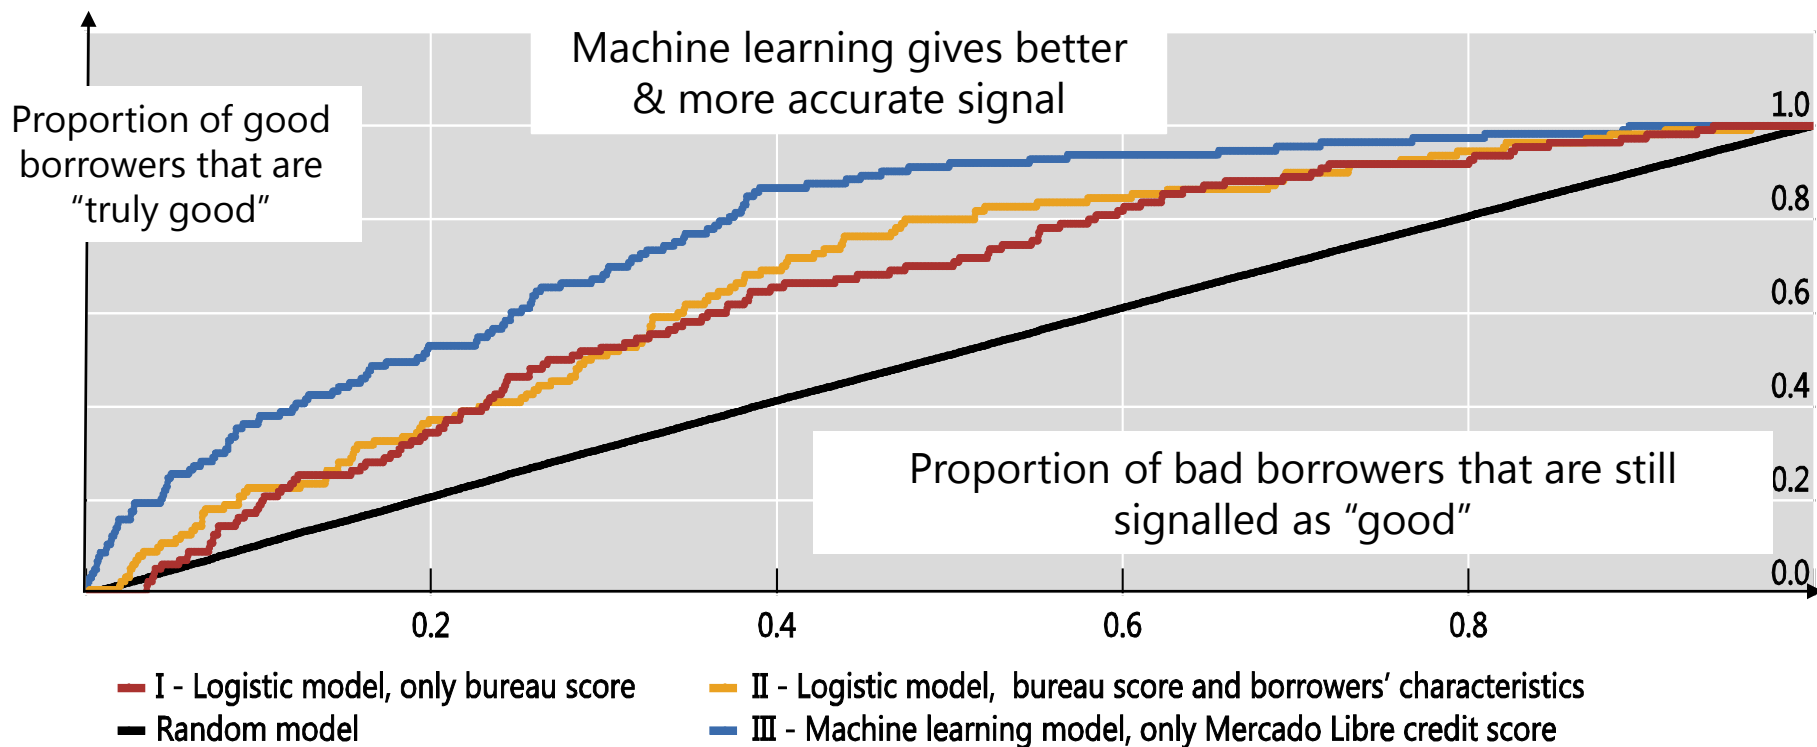 Machine learning gives better
& more accurate signal
Proportion of good
borrowers that are
“truly good”
1.0
0.8
0.6
0.4
0.2
0.0
Proportion of bad borrowers that are still
signalled as “good”
0.2 0.4 0.6 0.8
I - Logistic model, only bureau score
II - Logistic model, bureau score and borrowers’ characteristics
Random model
III - Machine learning model, only Mercado Libre credit score